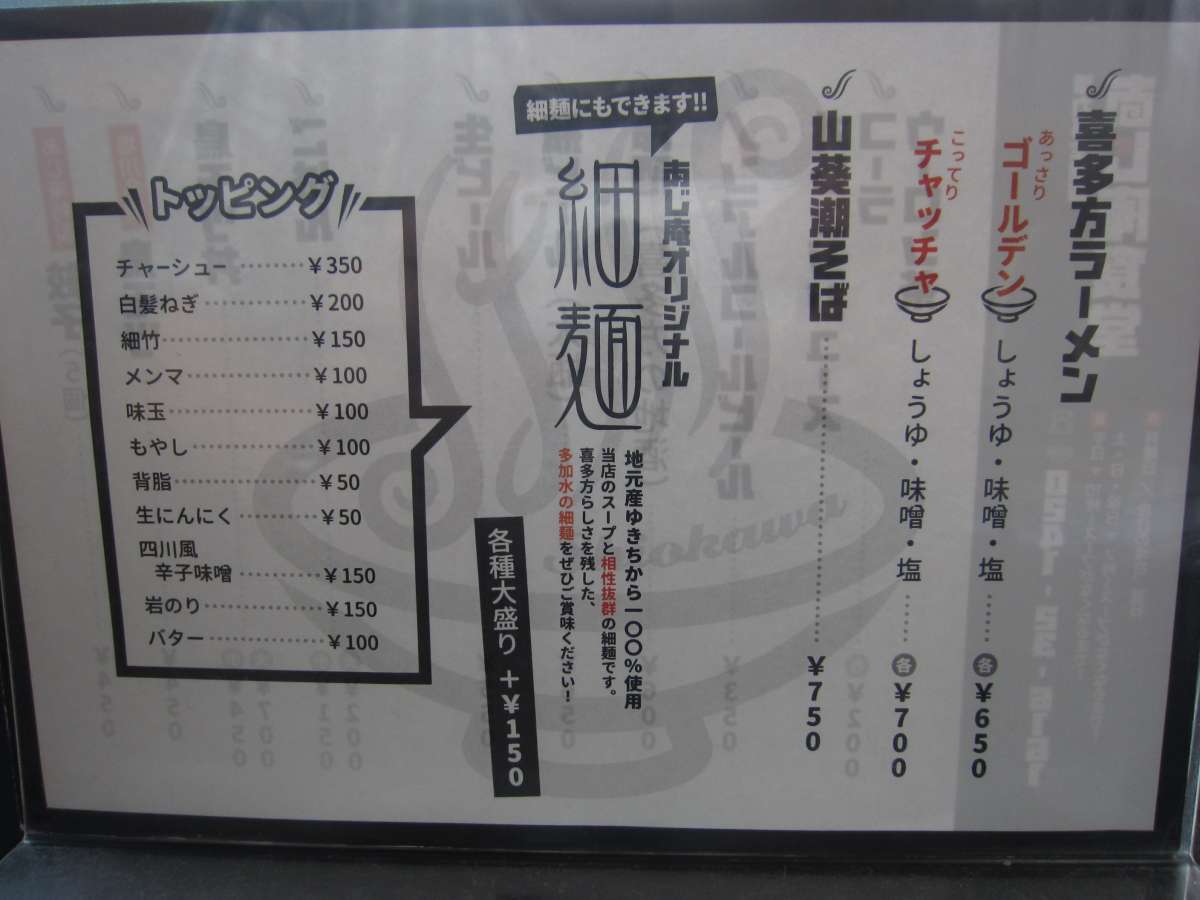 喜多方ラーメン
あっさり
ゴールデン
しょうゆ・味噌・塩 …… 各 ¥650
こってり
チャッチャ
しょうゆ・味噌・塩 …… 各 ¥700
山葵潮そば ……………… ¥750
細麺にもできます!!
あじ庵オリジナル
細麺
地元産ゆきちから一〇〇%使用
当店のスープと相性抜群の細麺です。
喜多方らしさを残した、
多加水の細麺をぜひご賞味ください!
各種大盛り +¥150
トッピング
チャーシュー ……… ¥350
白髪ねぎ …………… ¥200
細竹 ………………… ¥150
メンマ ……………… ¥100
味玉 ………………… ¥100
もやし ……………… ¥100
背脂 ………………… ¥50
生にんにく ………… ¥50
四川風
辛子味噌 ………… ¥150
岩のり ……………… ¥150
バター ……………… ¥100